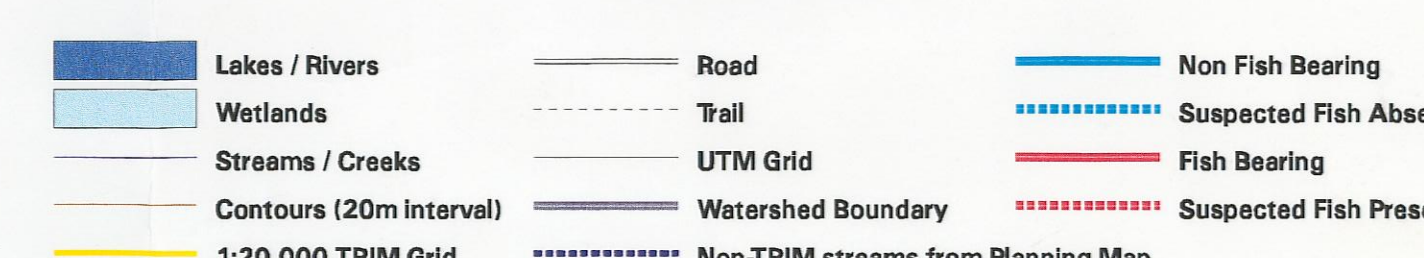 Lakes / Rivers
Wetlands
Streams / Creeks
Contours (20m interval)
1:20 000 TRIM Grid
Road
Trail
UTM Grid
Watershed Boundary
Non-TRIM streams from Planning Map
Non Fish Bearing
Suspected Fish Abse
Fish Bearing
Suspected Fish Prese